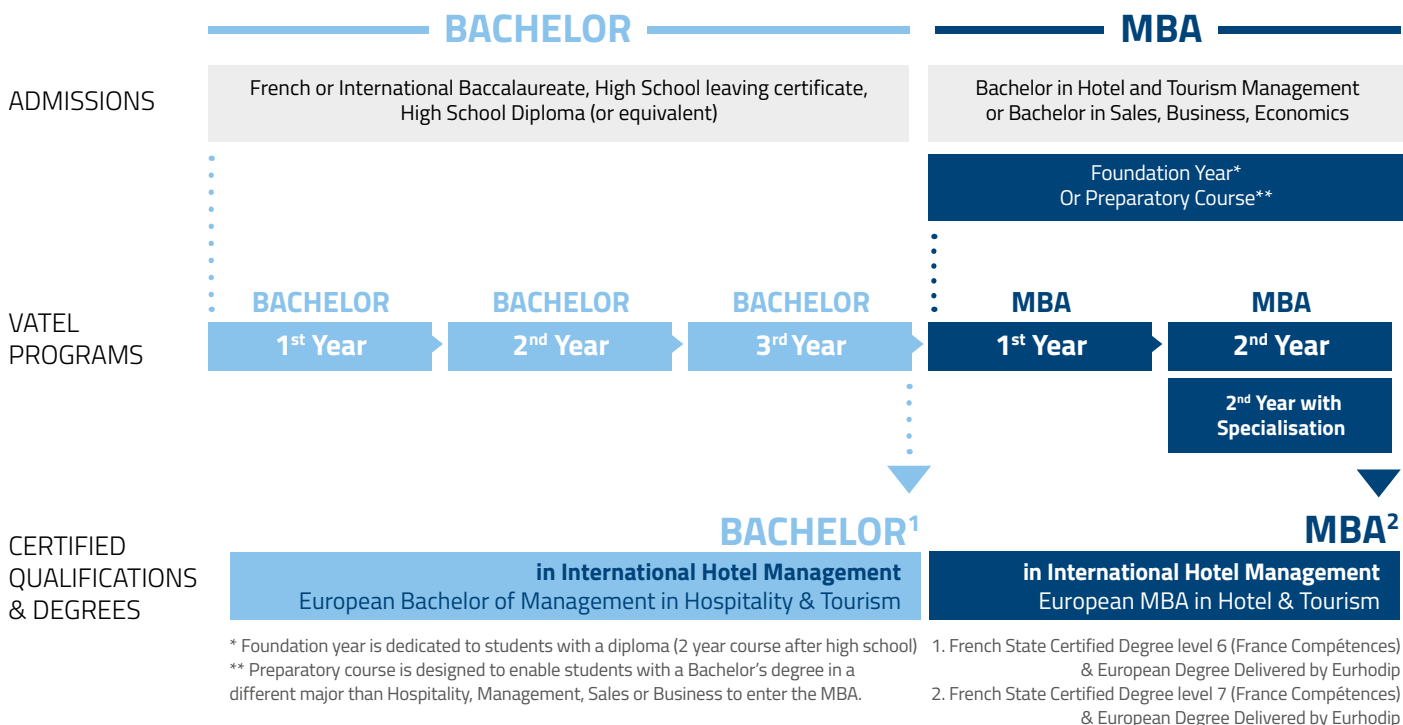 BACHELOR
MBA
ADMISSIONS
French or International Baccalaureate, High School leaving certificate,
High School Diploma (or equivalent)
Bachelor in Hotel and Tourism Management
or Bachelor in Sales, Business, Economics
Foundation Year*
Or Preparatory Course**
VATEL
PROGRAMS
BACHELOR
1st Year
BACHELOR
2nd Year
BACHELOR
3rd Year
MBA
1st Year
MBA
2nd Year
2nd Year with
Specialisation
CERTIFIED
QUALIFICATIONS
& DEGREES
BACHELOR1
in International Hotel Management
European Bachelor of Management in Hospitality & Tourism
MBA2
in International Hotel Management
European MBA in Hotel & Tourism
* Foundation year is dedicated to students with a diploma (2 year course after high school)
** Preparatory course is designed to enable students with a Bachelor's degree in a
different major than Hospitality, Management, Sales or Business to enter the MBA.
1. French State Certified Degree level 6 (France Compétences)
& European Degree Delivered by Eurhodip
2. French State Certified Degree level 7 (France Compétences)
& European Degree Delivered by Eurhodip